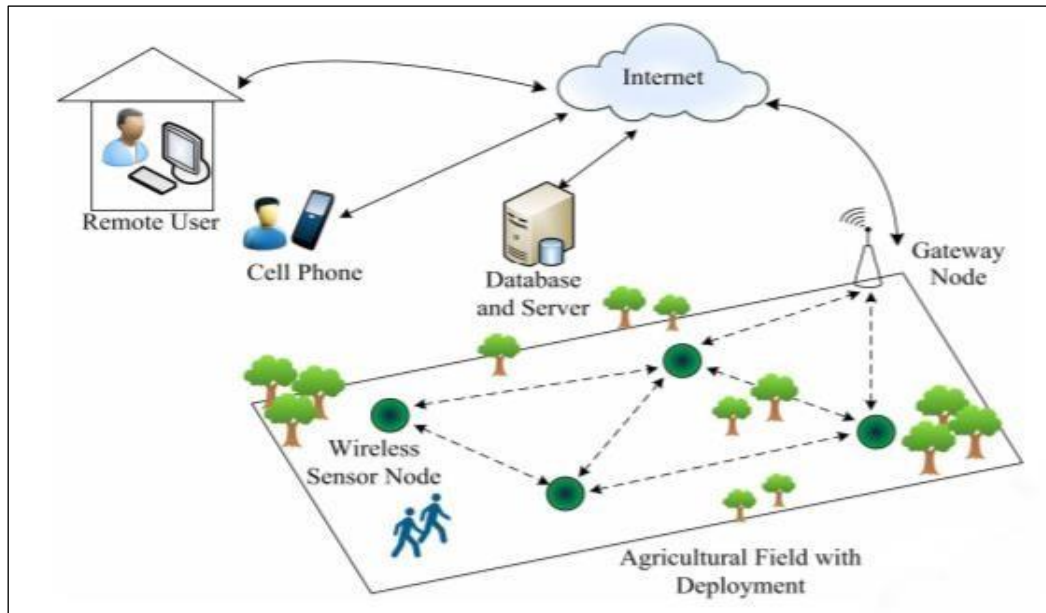 Internet
Remote User
Cell Phone
Database
and Server
Gateway
Node
Wireless
Sensor Node
Agricultural Field with
Deployment